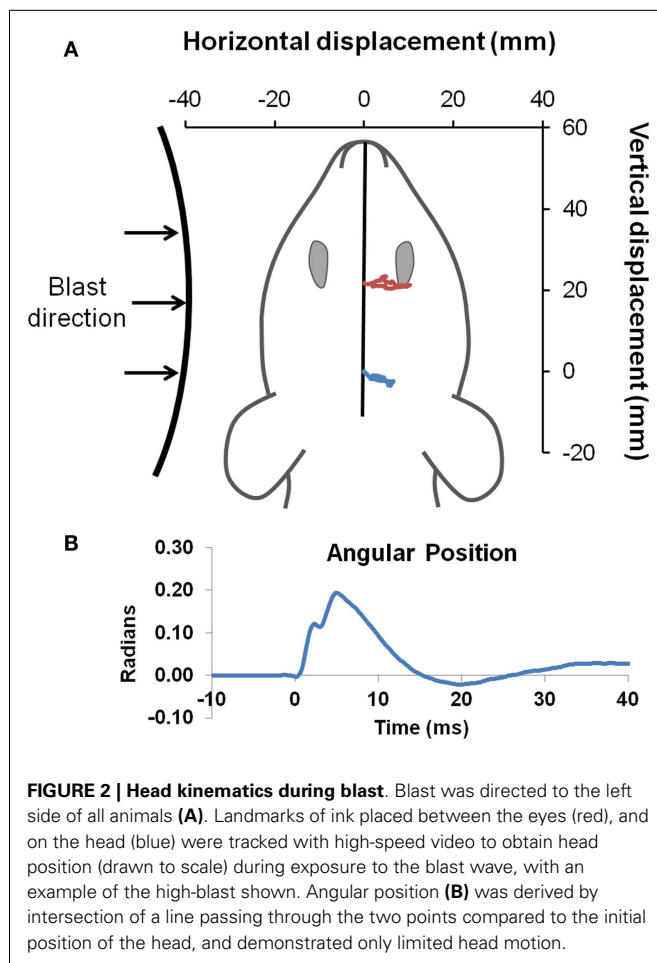 A
Horizontal displacement (mm)
-40 -20 0 20 40
60
40
20
0
-20
Vertical displacement (mm)
Blast
direction
B
Angular Position
0.30
0.20
0.10
0.00
-0.10
Radians
-10 0 10 20 30 40
Time (ms)
FIGURE 2 | Head kinematics during blast. Blast was directed to the left
side of all animals (A). Landmarks of ink placed between the eyes (red), and
on the head (blue) were tracked with high-speed video to obtain head
position (drawn to scale) during exposure to the blast wave, with an
example of the high-blast shown. Angular position (B) was derived by
intersection of a line passing through the two points compared to the initial
position of the head, and demonstrated only limited head motion.